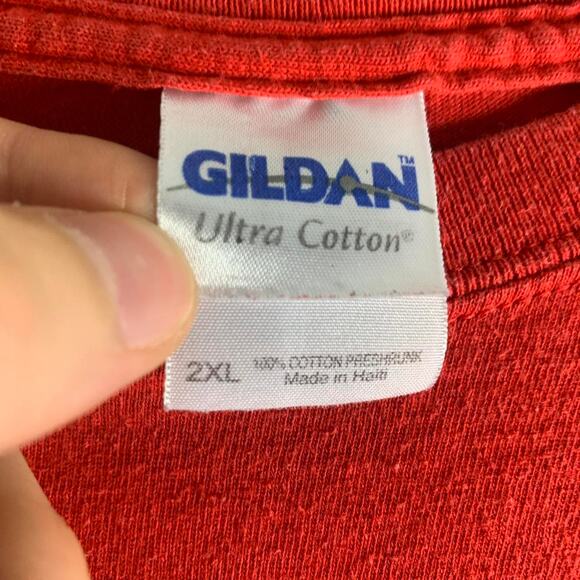 GILDAN™
Ultra Cotton®
2XL
100% COTTON PRESHRUNK
Made in Haiti